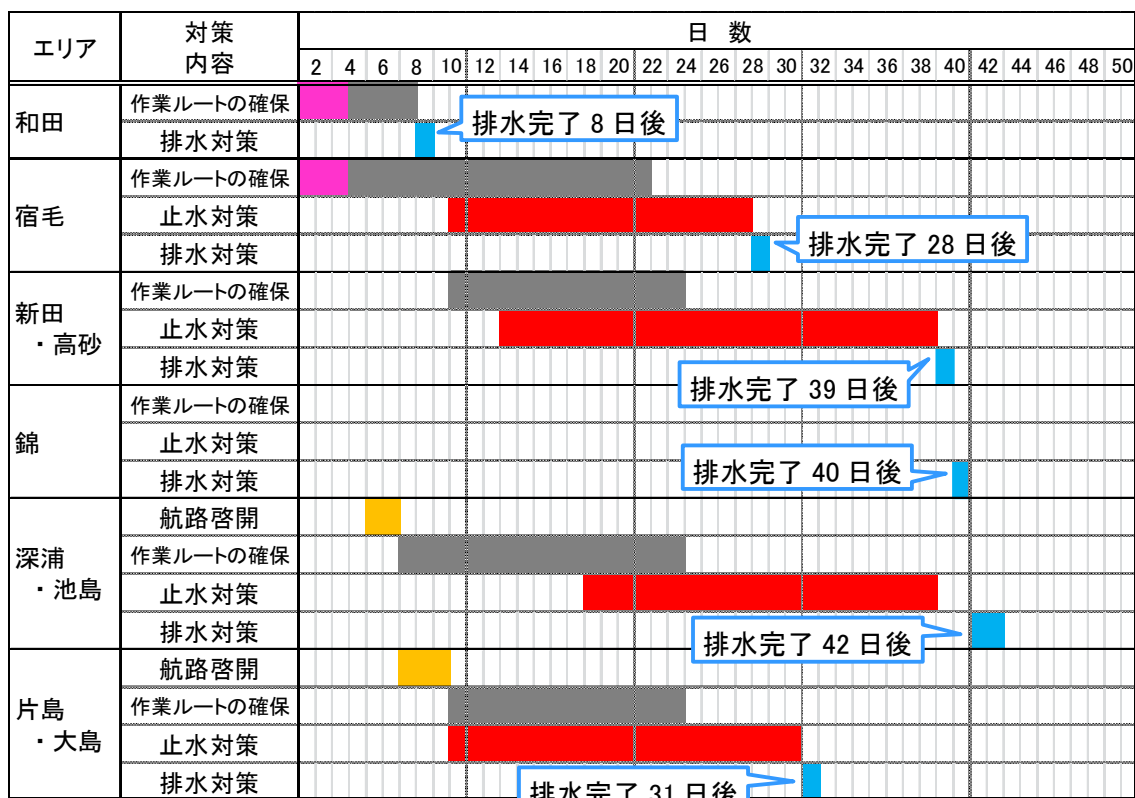 エリア 対策内容 日 数
2 4 6 8 10 12 14 16 18 20 22 24 26 28 30 32 34 36 38 40 42 44 46 48 50
和田 作業ルートの確保
排水対策 排水完了 8 日後
宿毛 作業ルートの確保
止水対策
排水対策 排水完了 28 日後
新田・高砂 作業ルートの確保
止水対策
排水対策 排水完了 39 日後
錦 作業ルートの確保
止水対策
排水対策 排水完了 40 日後
深浦・池島 航路啓開
作業ルートの確保
止水対策
排水対策 排水完了 42 日後
片島・大島 航路啓開
作業ルートの確保
止水対策
排水対策 排水完了 31 日後